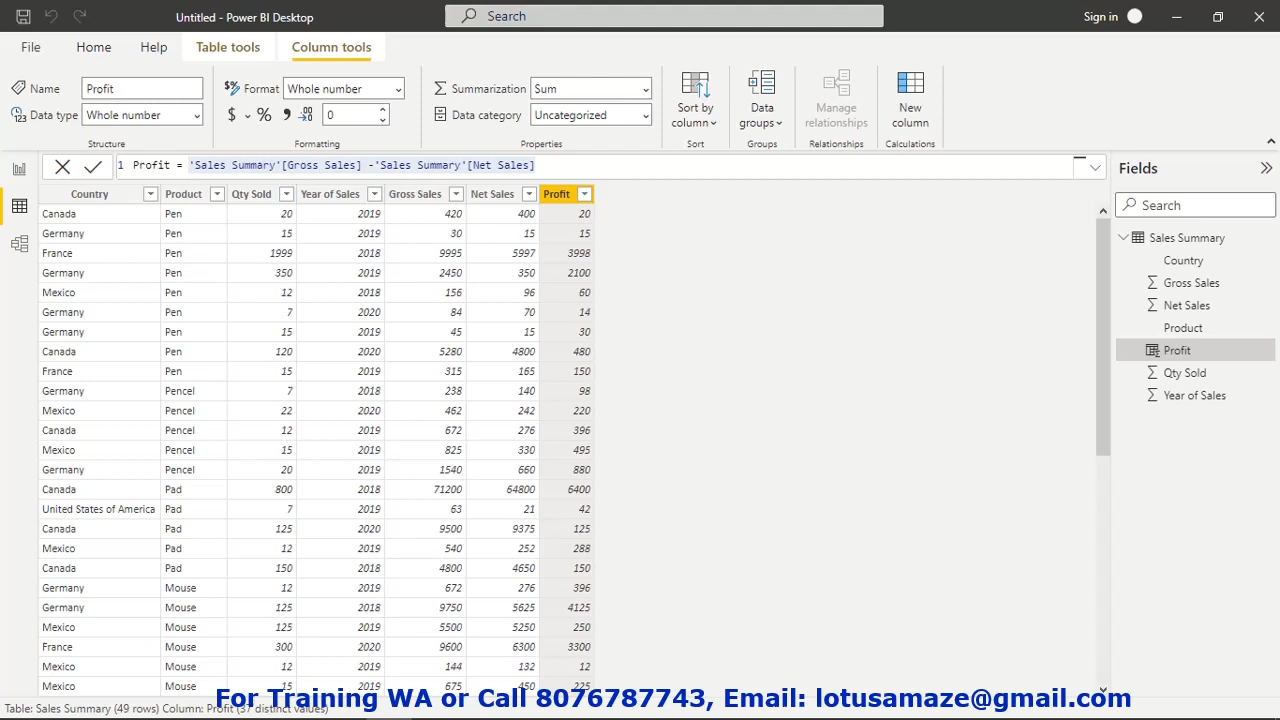 Untitled - Power BI Desktop
Search
Sign in
File Home Help Table tools Column tools
Name Profit
Data type Whole number
Structure
Format Whole number
$ % 0
Formatting
Summarization Sum
Data category Uncategorized
Properties
Sort by column
Sort
Data groups
Groups
Manage relationships
Relationships
New column
Calculations
1 Profit = 'Sales Summary'[Gross Sales] -'Sales Summary'[Net Sales]
Country Product Qty Sold Year of Sales Gross Sales Net Sales Profit
Canada Pen 20 2019 420 400 20
Germany Pen 15 2019 30 15 15
France Pen 1999 2018 9995 5997 3998
Germany Pen 350 2019 2450 350 2100
Mexico Pen 12 2018 156 96 60
Germany Pen 7 2020 84 70 14
Germany Pen 15 2019 45 15 30
Canada Pen 120 2020 5280 4800 480
France Pen 15 2019 315 165 150
Germany Pencel 7 2018 238 140 98
Mexico Pencel 22 2020 462 242 220
Canada Pencel 12 2019 672 276 396
Mexico Pencel 15 2019 825 330 495
Germany Pencel 20 2019 1540 660 880
Canada Pad 800 2018 71200 64800 6400
United States of America Pad 7 2019 63 21 42
Canada Pad 125 2020 9500 9375 125
Mexico Pad 12 2019 540 252 288
Canada Pad 150 2018 4800 4650 150
Germany Mouse 12 2019 672 276 396
Germany Mouse 125 2018 9750 5625 4125
Mexico Mouse 125 2019 5500 5250 250
France Mouse 300 2020 9600 6300 3300
Mexico Mouse 12 2019 144 132 12
Mexico Mouse 15 2019 675 450 225
Fields
Search
Sales Summary
Country
Gross Sales
Net Sales
Product
Profit
Qty Sold
Year of Sales
For Training WA or Call 8076787743, Email: lotusamaze@gmail.com
Table: Sales Summary (49 rows) Column: Profit (37 distinct values)